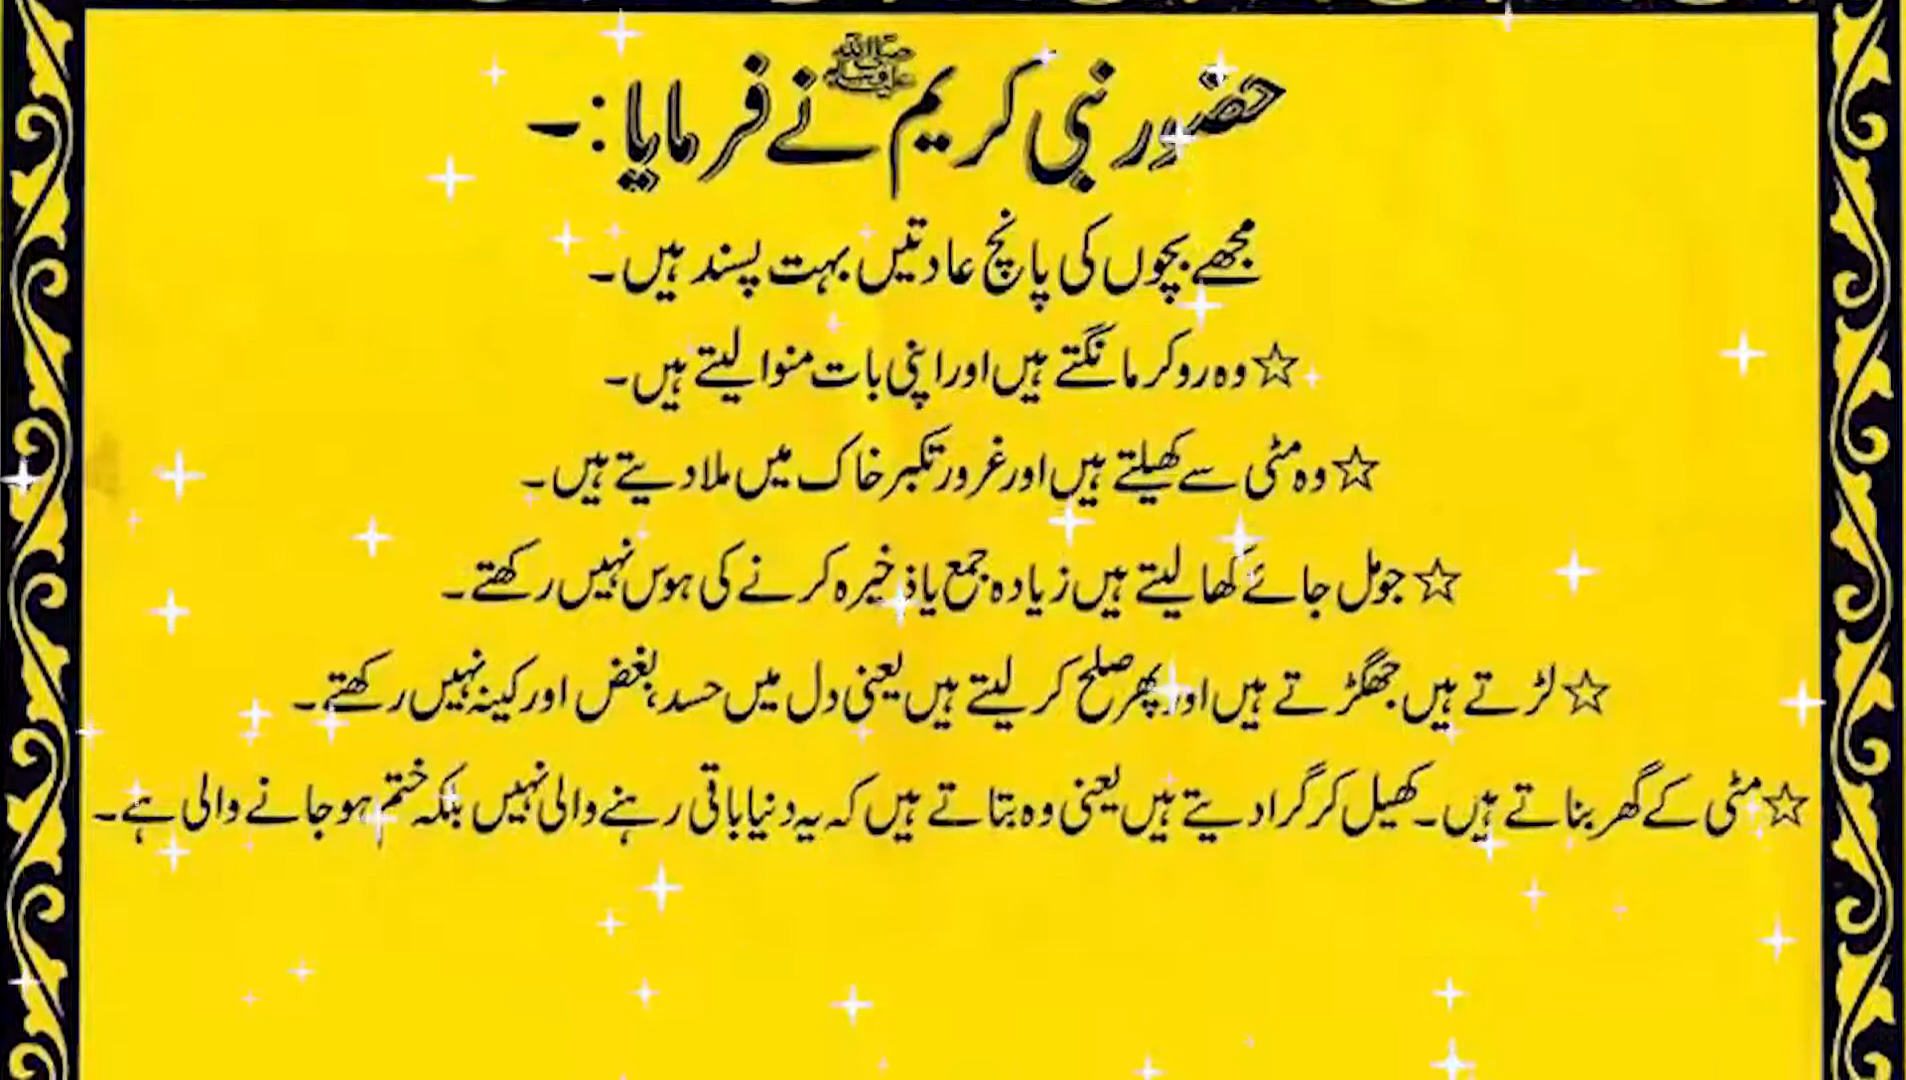 حضور نبی کریم ﷺ نے فرمایا:۔
مجھے بچوں کی پانچ عادتیں بہت پسند ہیں۔
☆ وہ رو کر مانگتے ہیں اور اپنی بات منوا لیتے ہیں۔
☆ وہ مٹی سے کھیلتے ہیں اور غرور تکبر خاک میں ملا دیتے ہیں۔
☆ جو مل جائے کھا لیتے ہیں زیادہ جمع یا ذخیرہ کرنے کی ہوس نہیں رکھتے۔
☆ لڑتے ہیں جھگڑتے ہیں اور پھر صلح کر لیتے ہیں یعنی دل میں حسد، بغض اور کینہ نہیں رکھتے۔
☆ مٹی کے گھر بناتے ہیں۔ کھیل کر گرا دیتے ہیں یعنی وہ بتاتے ہیں کہ یہ دنیا باقی رہنے والی نہیں بلکہ ختم ہو جانے والی ہے۔